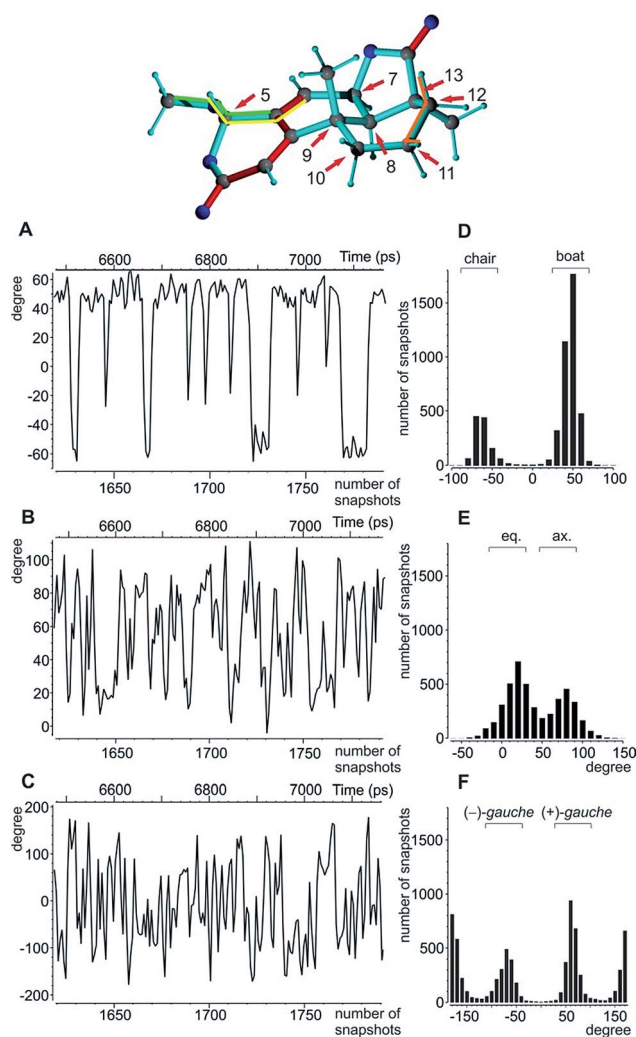 5
7
13
12
9
8
10
11
A
6600 6800 7000 Time (ps)
degree
60
40
20
0
-20
-40
-60
1650 1700 1750
number of
snapshots
D
chair boat
number of snapshots
1500
1000
500
0
-100 -50 0 50 100
B
6600 6800 7000 Time (ps)
degree
100
80
60
40
20
0
1650 1700 1750
number of
snapshots
E
eq. ax.
number of snapshots
1500
1000
500
0
-50 0 50 100 150
degree
C
Time (ps)
6600 6800 7000
degree
200
100
0
-100
-200
1650 1700 1750
number of
snapshots
F
(–)-gauche (+)-gauche
number of snapshots
1500
1000
500
0
-150 -50 50 150
degree